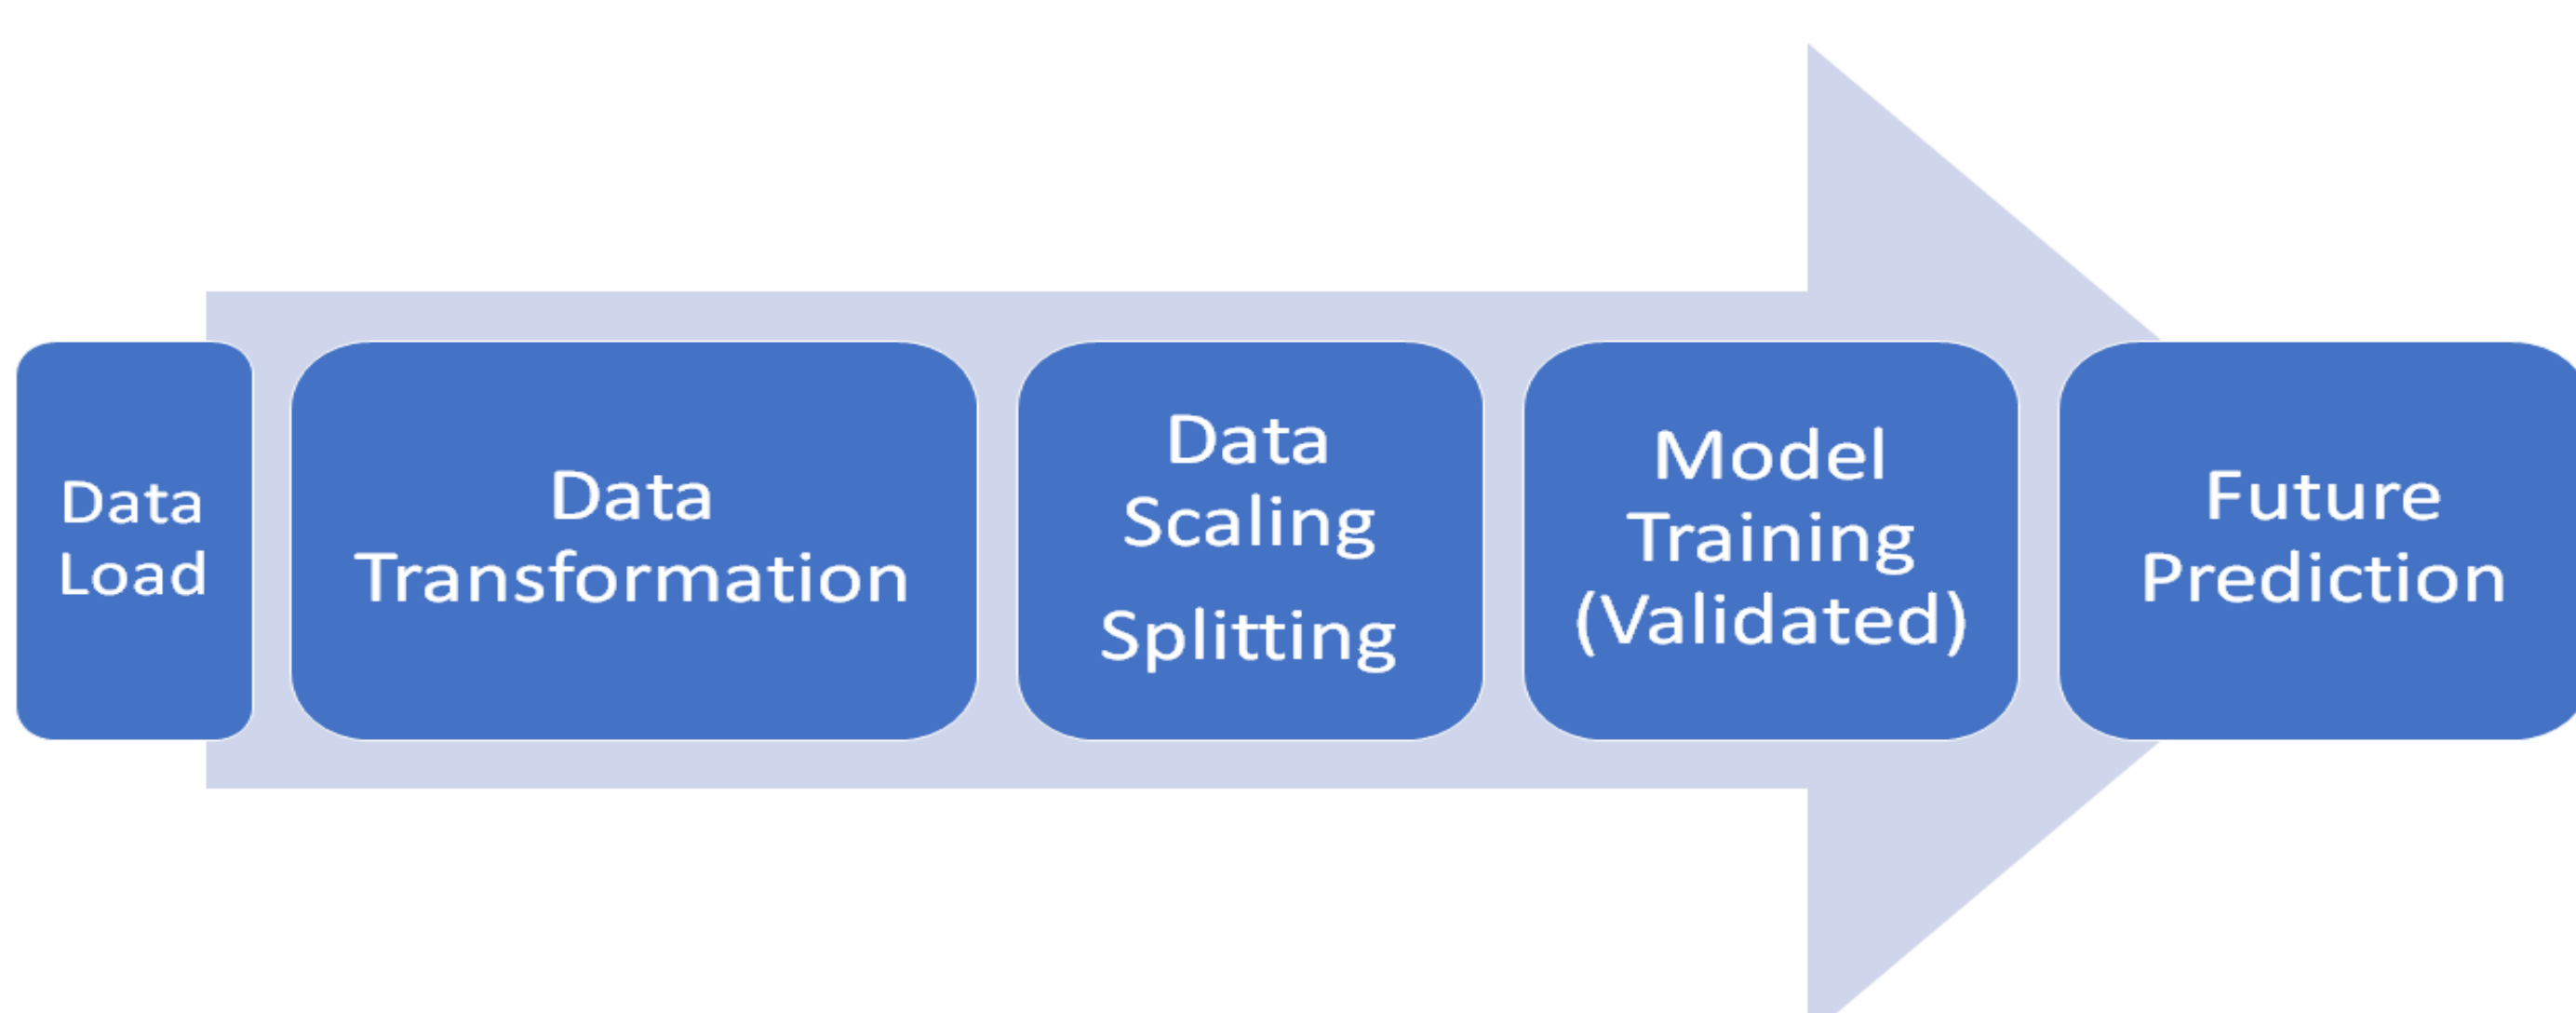 Data
Load
Data
Transformation
Data
Scaling
Splitting
Model
Training
(Validated)
Future
Prediction